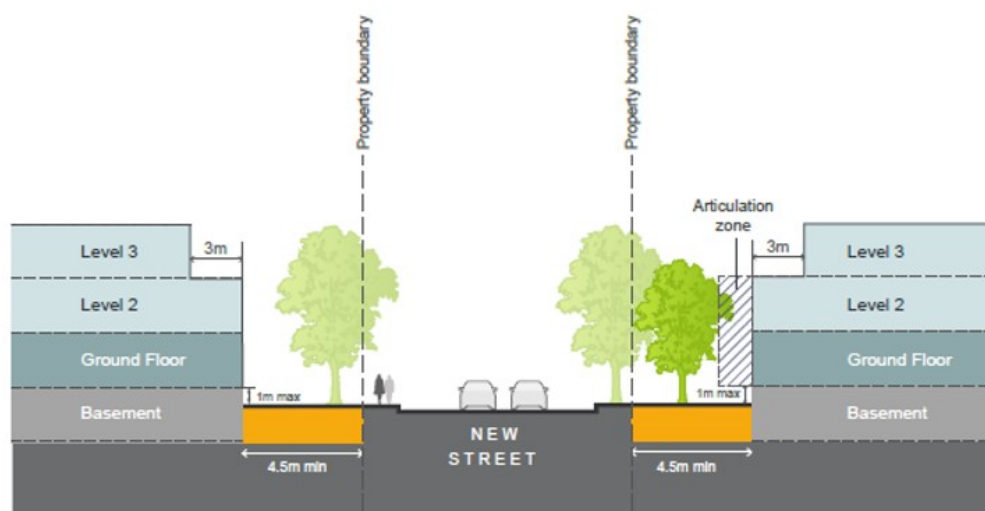 Property boundary
Property boundary
Articulation
zone
3m
3m
Level 3
Level 3
Level 2
Level 2
Ground Floor
Ground Floor
1m max
1m max
Basement
Basement
NEW
STREET
4.5m min
4.5m min